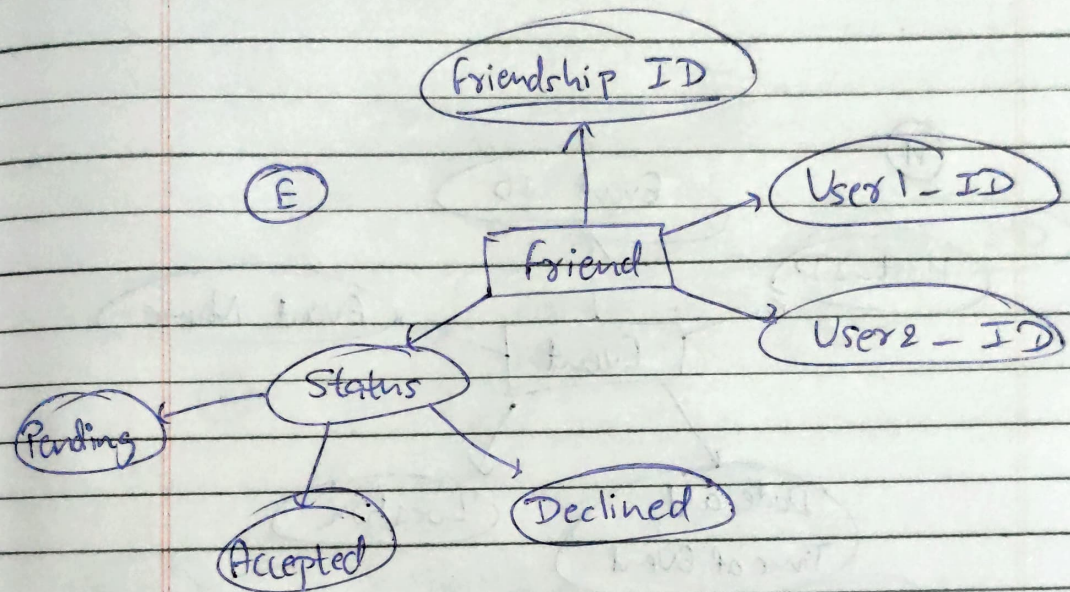 Friendship ID
E
User1_ID
Friend
User2_ID
Status
Pending
Declined
Accepted